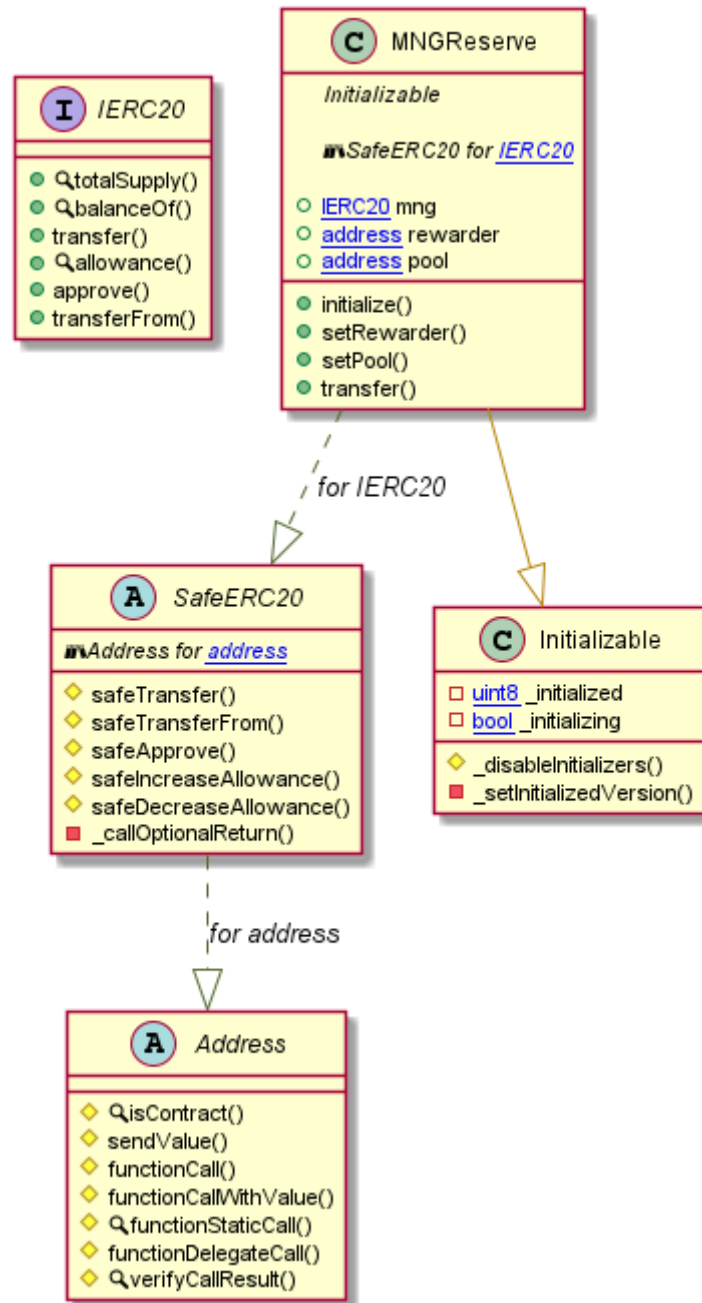 I IERC20
totalSupply()
balanceOf()
transfer()
allowance()
approve()
transferFrom()
C MNGReserve
Initializable
SafeERC20 for IERC20
IERC20 mng
address rewarder
address pool
initialize()
setRewarder()
setPool()
transfer()
for IERC20
A SafeERC20
Address for address
safeTransfer()
safeTransferFrom()
safeApprove()
safeIncreaseAllowance()
safeDecreaseAllowance()
_callOptionalReturn()
C Initializable
uint8 _initialized
bool _initializing
_disableInitializers()
_setInitializedVersion()
for address
A Address
isContract()
sendValue()
functionCall()
functionCallWithValue()
functionStaticCall()
functionDelegateCall()
verifyCallResult()